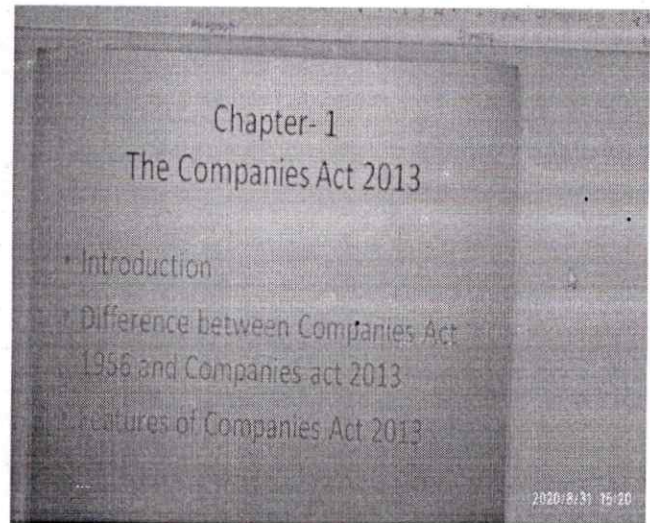 Paragraph
Chapter- 1
The Companies Act 2013
• Introduction
• Difference between Companies Act
1956 and Companies act 2013
• Features of Companies Act 2013
2020/8/31 15:20